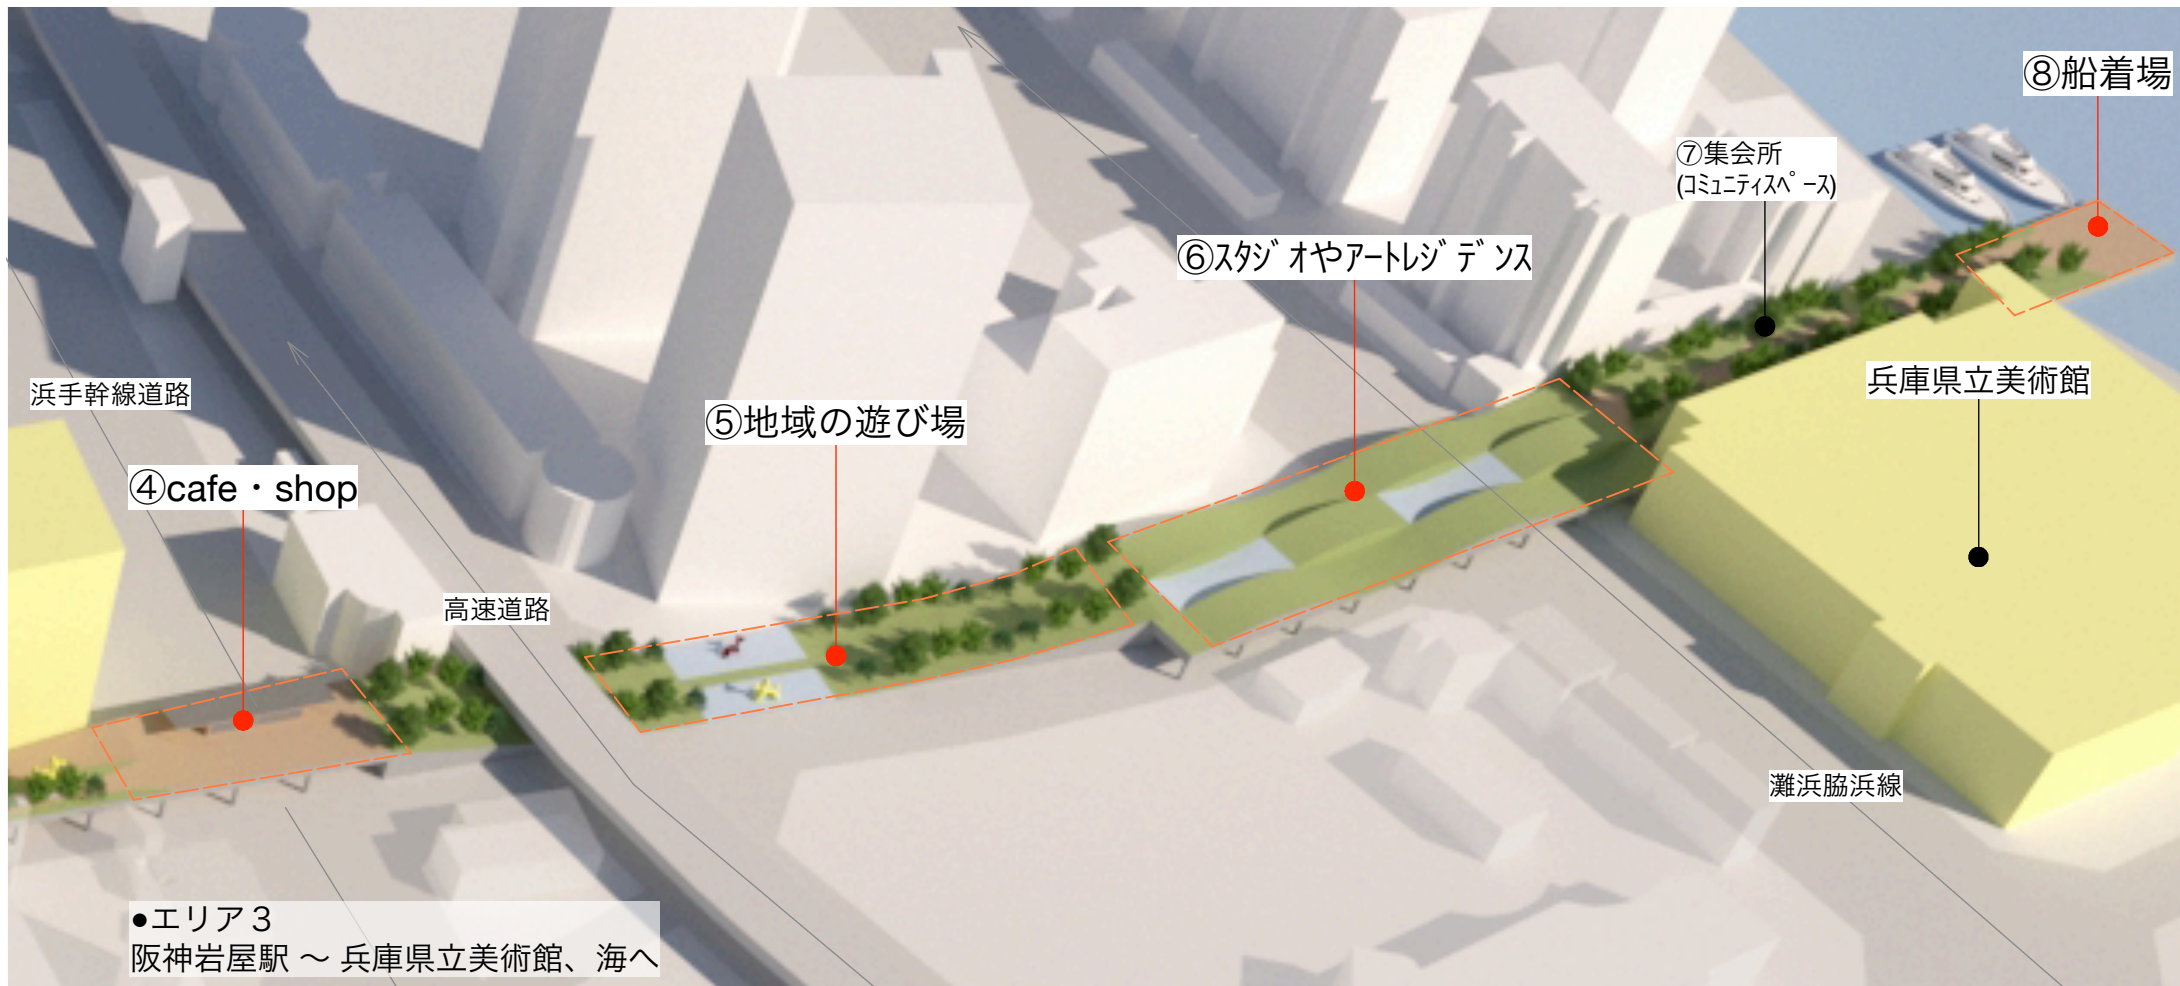 ⑧船着場
⑦集会所
(ｺﾐｭﾆﾃｨｽﾍﾟｰｽ)
⑥ｽﾀｼﾞｵやｱｰﾄﾚｼﾞﾃﾞﾝｽ
兵庫県立美術館
浜手幹線道路
⑤地域の遊び場
④cafe・shop
高速道路
灘浜脇浜線
●エリア３
阪神岩屋駅 ～ 兵庫県立美術館、海へ